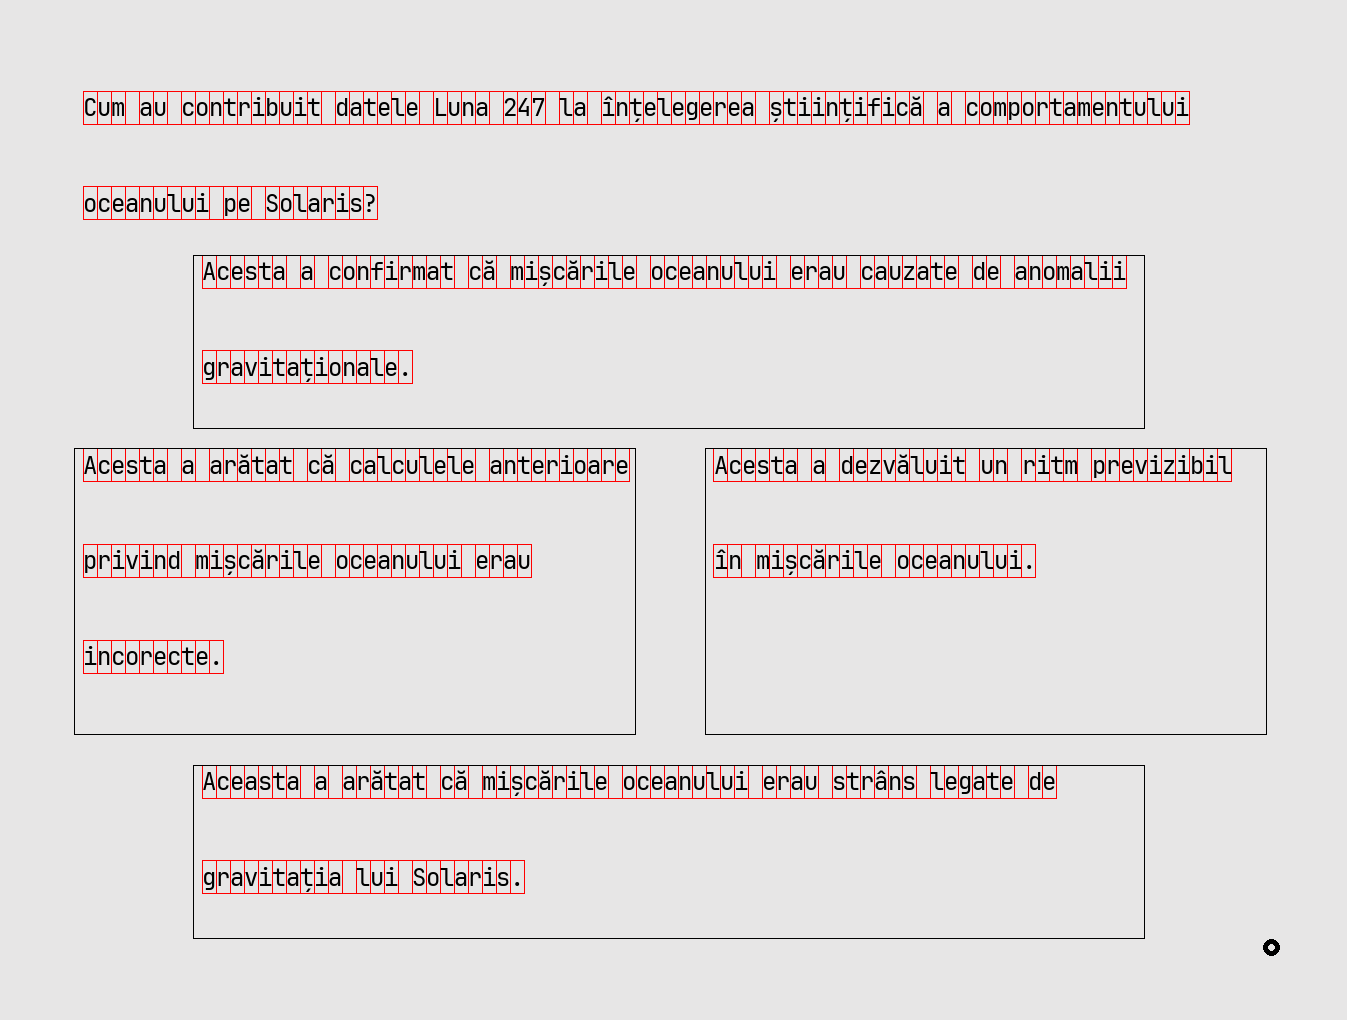 Cum au contribuit datele Luna 247 la înțelegerea științifică a comportamentului
oceanului pe Solaris?
Acesta a confirmat că mișcările oceanului erau cauzate de anomalii
gravitaționale.
Acesta a arătat că calculele anterioare
privind mișcările oceanului erau
incorecte.
Acesta a dezvăluit un ritm previzibil
în mișcările oceanului.
Aceasta a arătat că mișcările oceanului erau strâns legate de
gravitația lui Solaris.